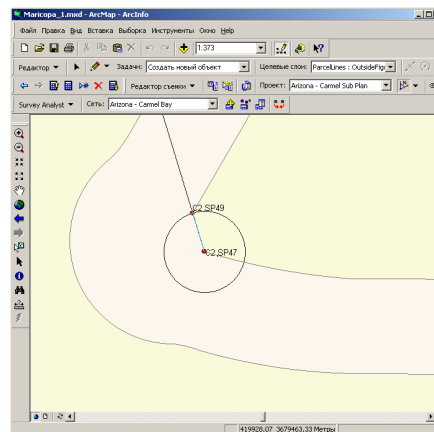 Maricopa_1.mxd - ArcMap - ArcInfo
Файл Правка Вид Вставка Выборка Инструменты Окно Help
1:373
Редактор Задачи: Создать новый объект Целевые слои: ParcelLines : OutsideFig
Редактор съемки Проект: Arizona - Carmel Sub Plan
Survey Analyst Сеть: Arizona - Carmel Bay
C2,SP49
C2,SP47
419928.07 3679463.33 Метры